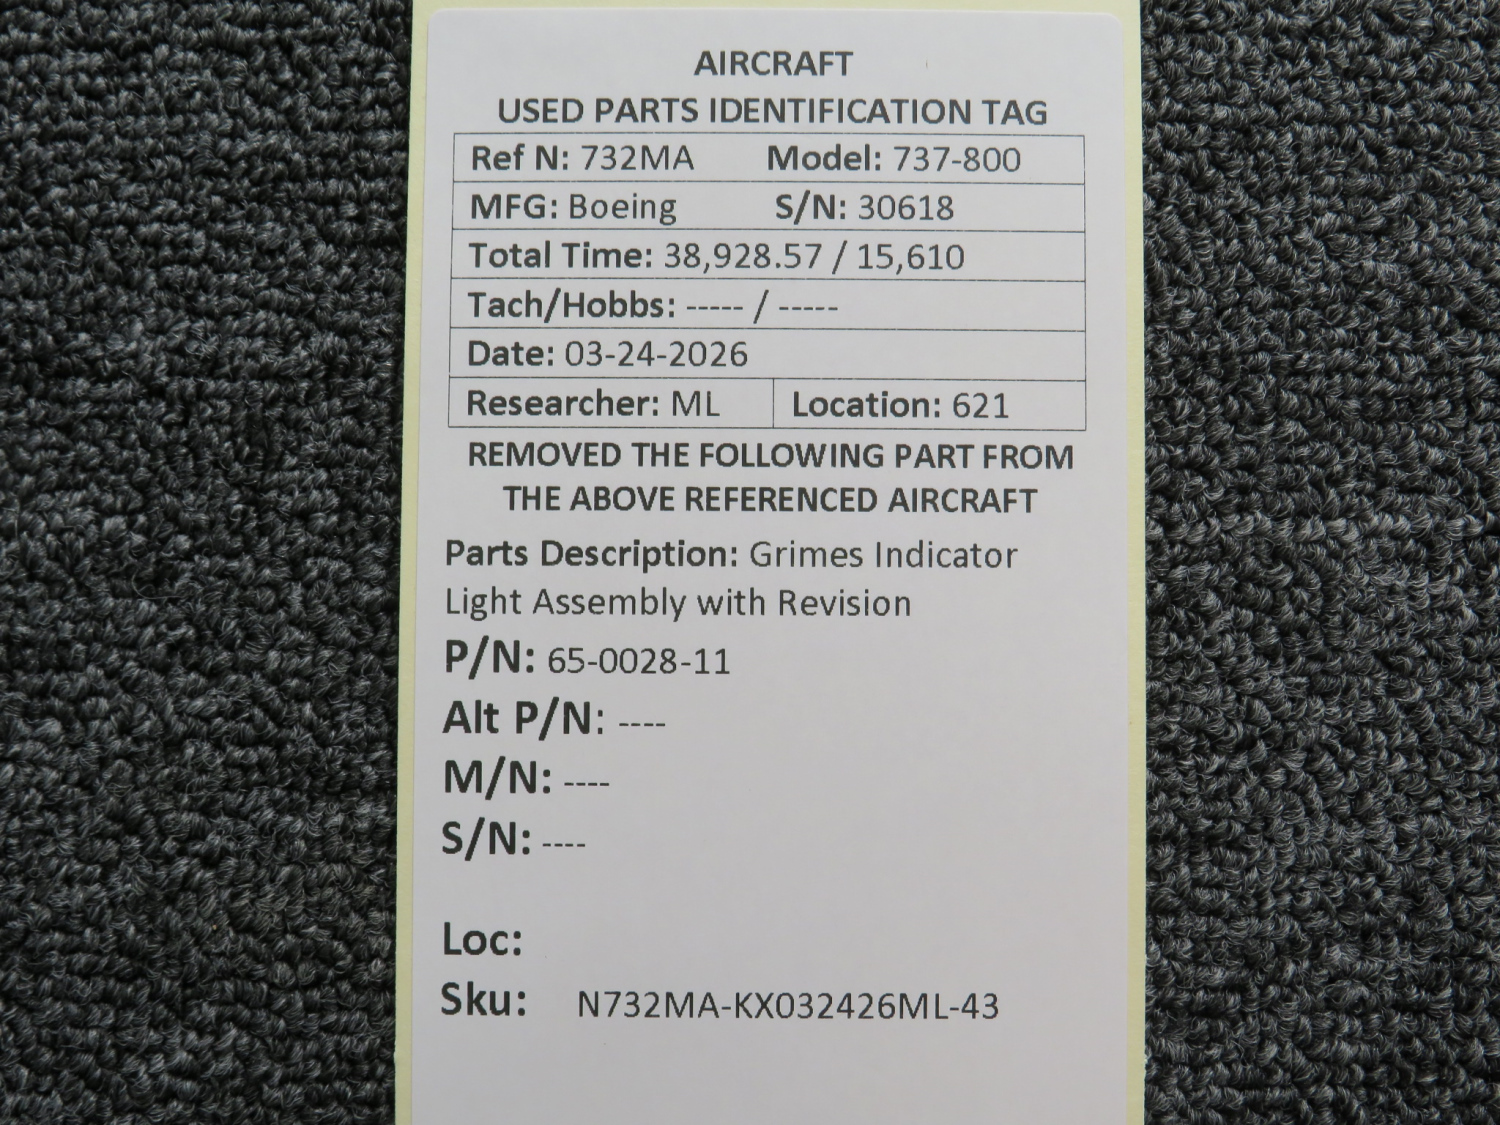 AIRCRAFT
USED PARTS IDENTIFICATION TAG
Ref N: 732MA Model: 737-800
MFG: Boeing S/N: 30618
Total Time: 38,928.57 / 15,610
Tach/Hobbs: ----- / -----
Date: 03-24-2026
Researcher: ML Location: 621
REMOVED THE FOLLOWING PART FROM
THE ABOVE REFERENCED AIRCRAFT
Parts Description: Grimes Indicator
Light Assembly with Revision
P/N: 65-0028-11
Alt P/N: ----
M/N: ----
S/N: ----
Loc:
Sku: N732MA-KX032426ML-43